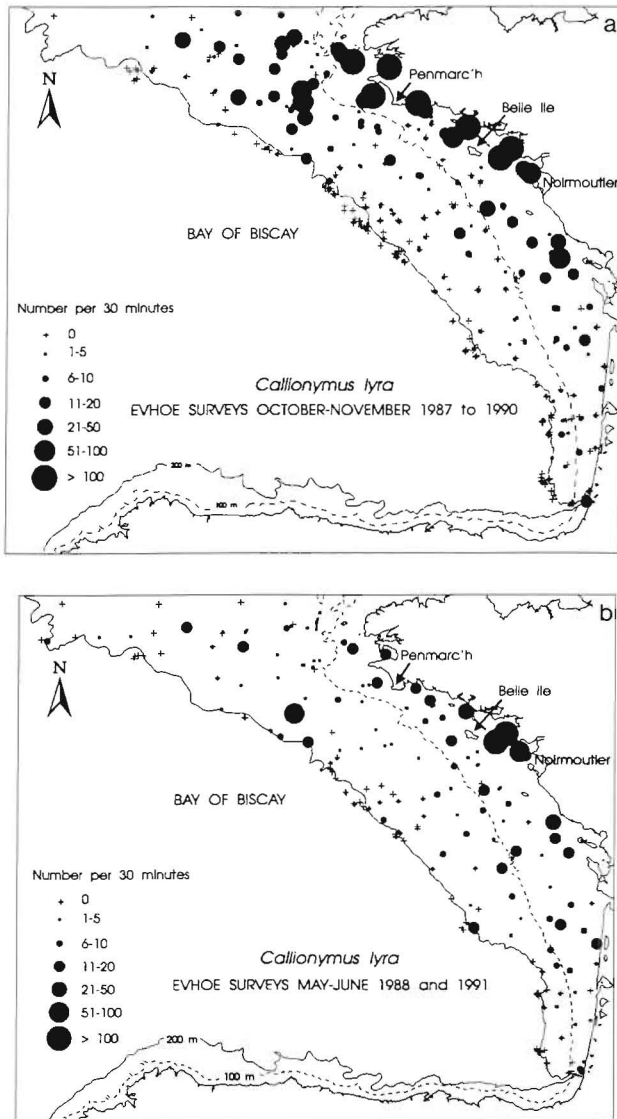 a
Penmarc'h
Belle Ile
N
Noirmoutier
BAY OF BISCAY
Number per 30 minutes
+ 0
1-5
6-10
11-20
21-50
51-100
> 100
Callionymus lyra
EVHOE SURVEYS OCTOBER-NOVEMBER 1987 to 1990
200 m
100 m
b
Penmarc'h
N
Belle Ile
Noirmoutier
BAY OF BISCAY
Number per 30 minutes
+ 0
1-5
6-10
11-20
21-50
51-100
> 100
Callionymus lyra
EVHOE SURVEYS MAY-JUNE 1988 and 1991
200 m
100 m